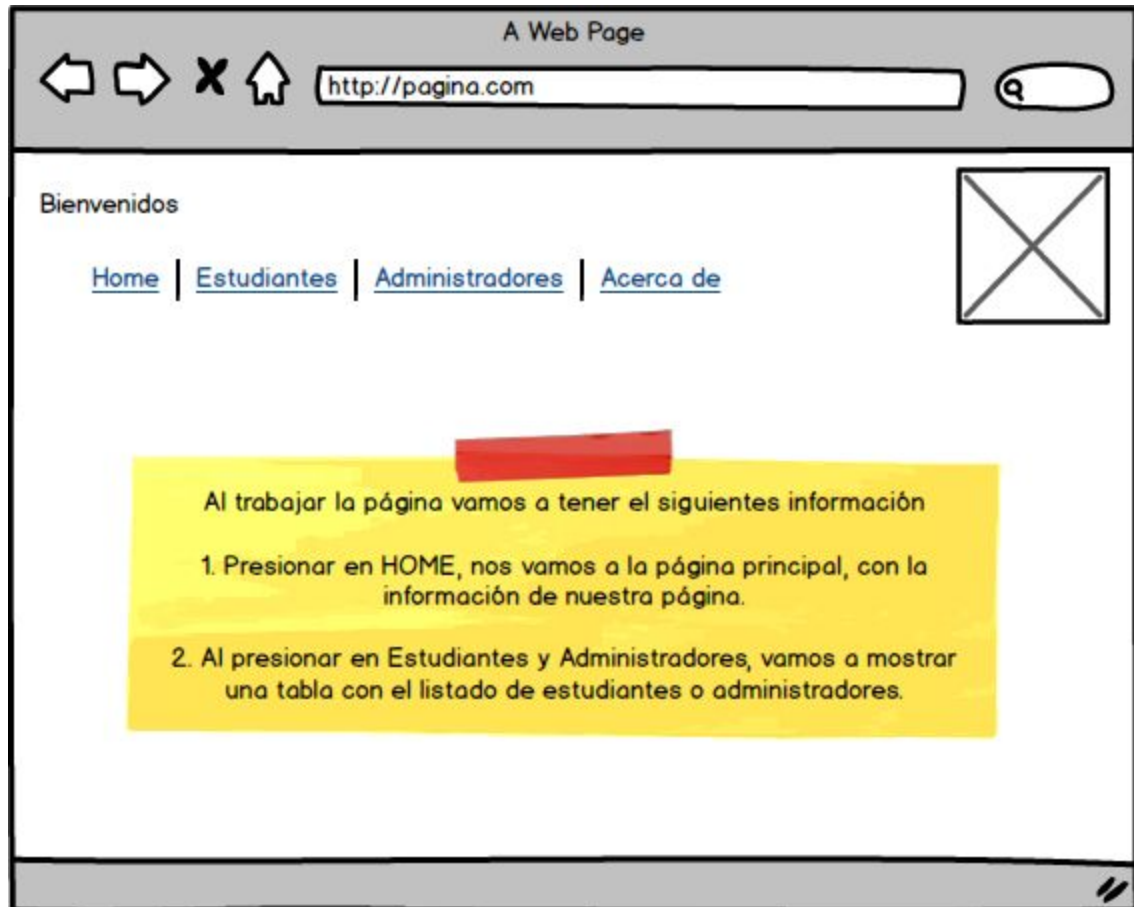 A Web Page
http://pagina.com
Bienvenidos
Home Estudiantes Administradores Acerca de
Al trabajar la página vamos a tener el siguientes información
1. Presionar en HOME, nos vamos a la página principal, con la
información de nuestra página.
2. Al presionar en Estudiantes y Administradores, vamos a mostrar
una tabla con el listado de estudiantes o administradores.